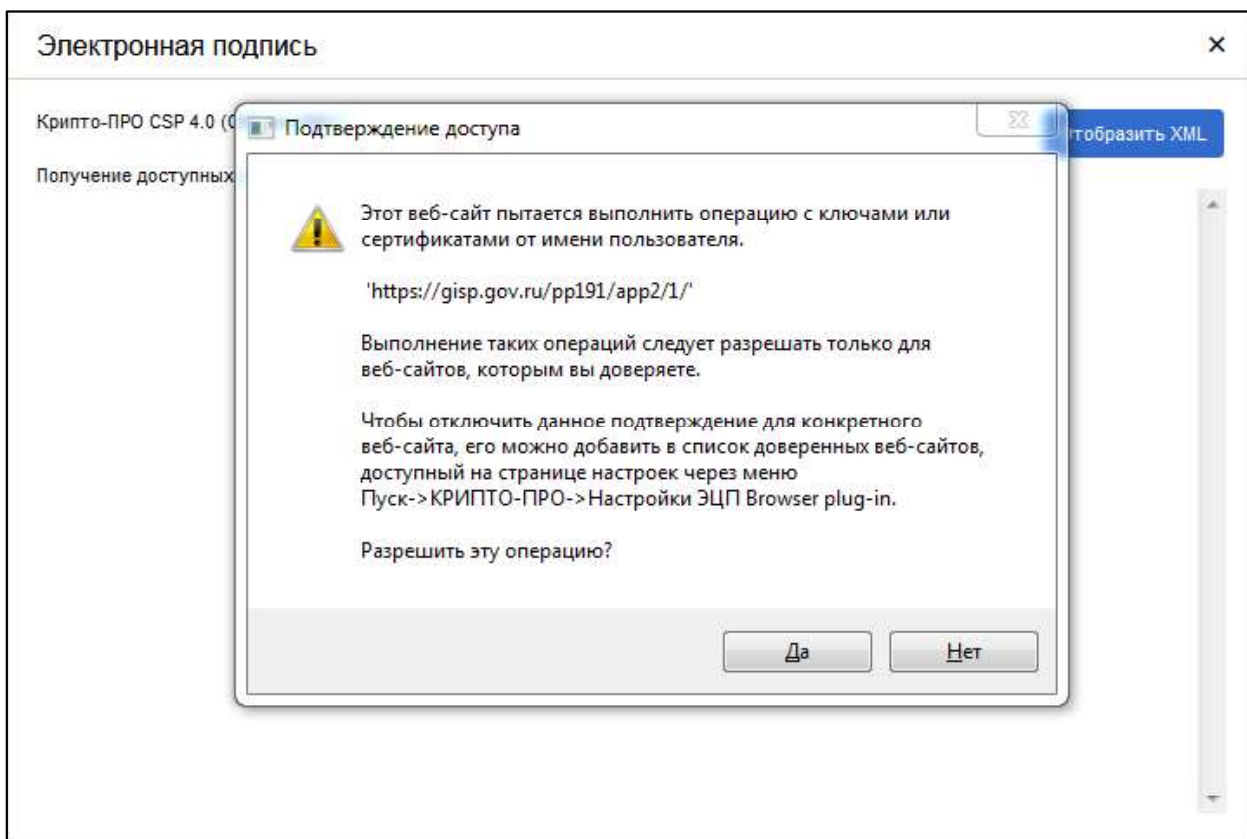 Электронная подпись
Крипто-ПРО CSP 4.0 (
Подтверждение доступа
тобразить XML
Получение доступных
Этот веб-сайт пытается выполнить операцию с ключами или
сертификатами от имени пользователя.
'https://gisp.gov.ru/pp191/app2/1/'
Выполнение таких операций следует разрешать только для
веб-сайтов, которым вы доверяете.
Чтобы отключить данное подтверждение для конкретного
веб-сайта, его можно добавить в список доверенных веб-сайтов,
доступный на странице настроек через меню
Пуск->КРИПТО-ПРО->Настройки ЭЦП Browser plug-in.
Разрешить эту операцию?
Да
Нет